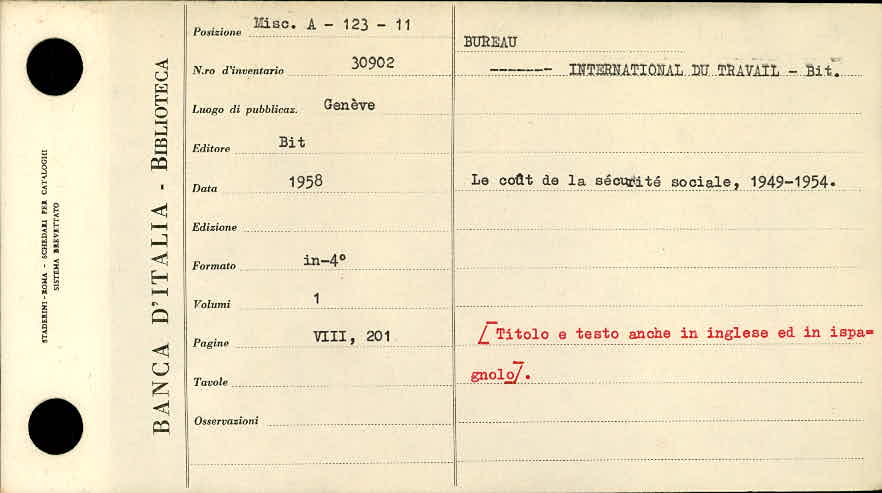 STADERINI-ROMA - SCHEDARI PER CATALOGHI
SISTEMA BREVETTATO
BANCA D'ITALIA - BIBLIOTECA
Posizione Misc. A - 123 - 11
N.ro d'inventario 30902
Luogo di pubblicaz. Genève
Editore Bit
Data 1958
Edizione
Formato in-4°
Volumi 1
Pagine VIII, 201
Tavole
Osservazioni
BUREAU
------- INTERNATIONAL DU TRAVAIL - Bit.
Le coût de la sécurité sociale, 1949-1954.
[Titolo e testo anche in inglese ed in ispa=
gnolo].